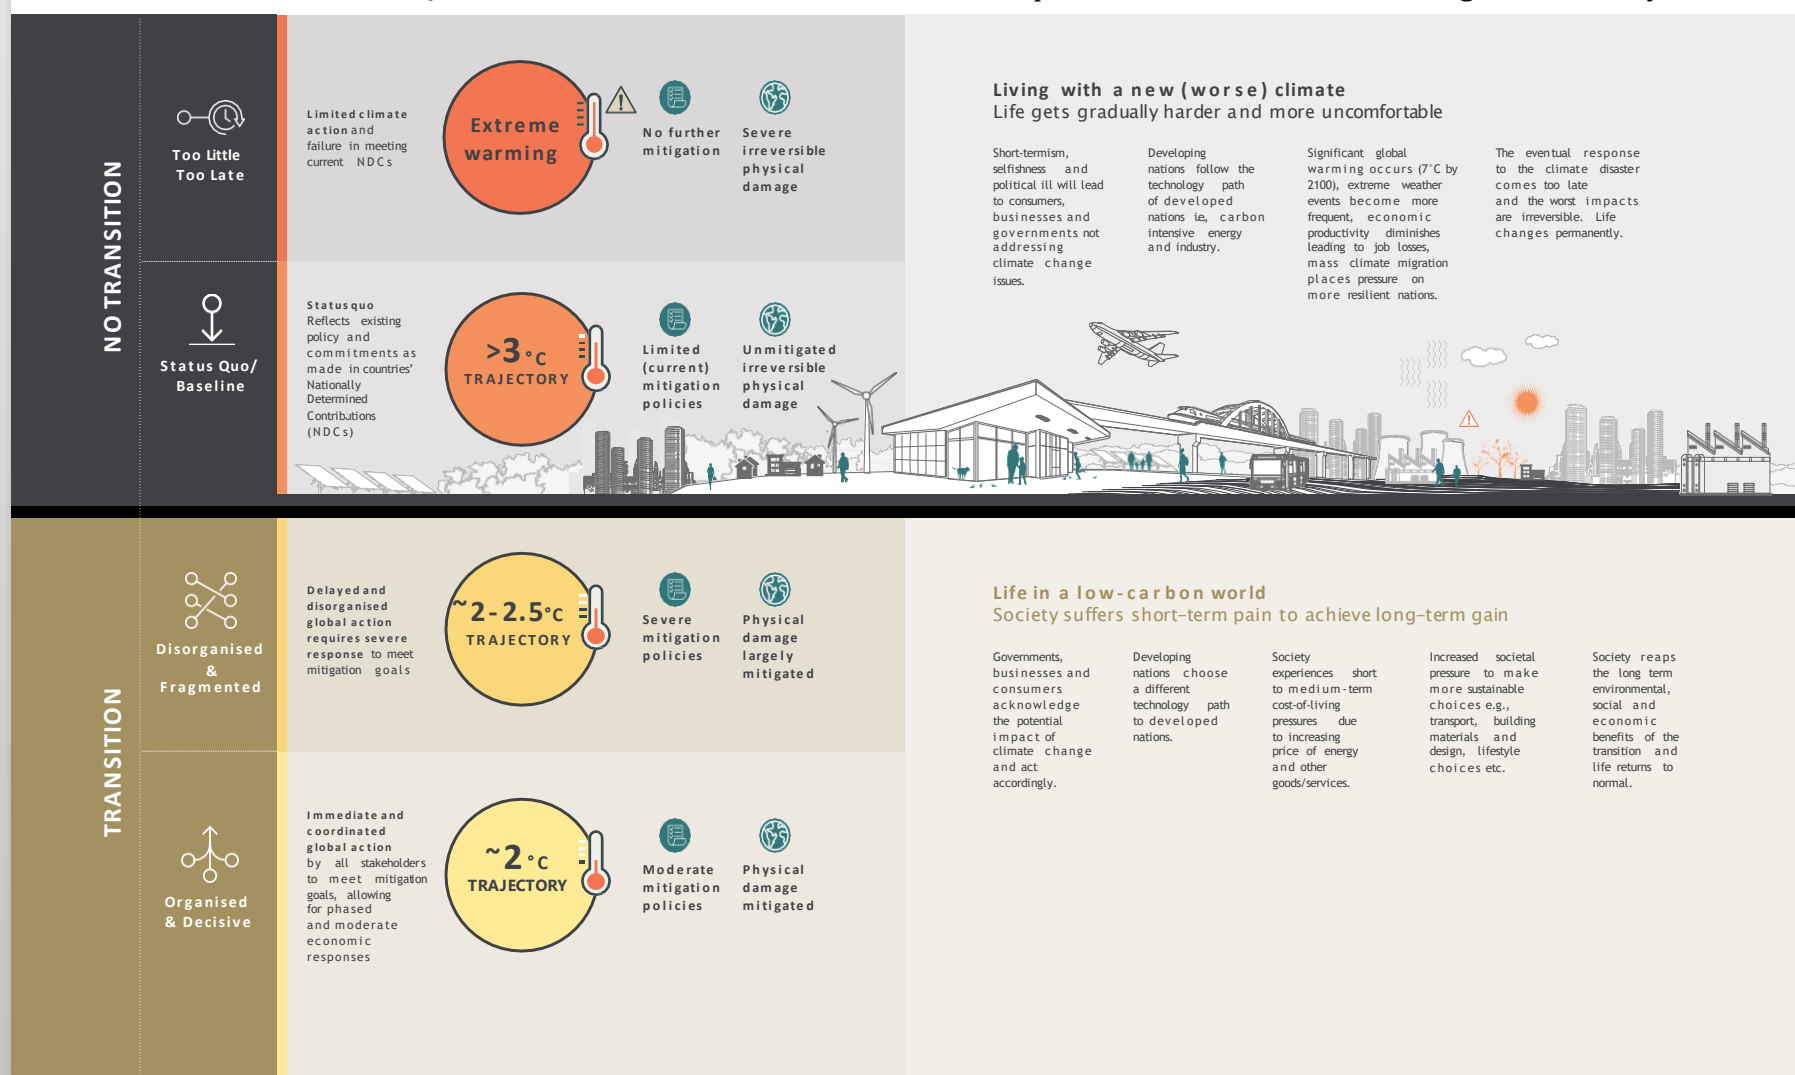 NO TRANSITION
Too Little
Too Late
Limited climate
action and
failure in meeting
current NDCs
Extreme
warming
No further
mitigation
Severe
irreversible
physical
damage
Status Quo/
Baseline
Status quo
Reflects existing
policy and
commitments as
made in countries'
Nationally
Determined
Contributions
(NDCs)
>3 °C
TRAJECTORY
Limited
(current)
mitigation
policies
Unmitigated
irreversible
physical
damage
Living with a new (worse) climate
Life gets gradually harder and more uncomfortable
Short-termism,
selfishness and
political ill will lead
to consumers,
businesses and
governments not
addressing
climate change
issues.
Developing
nations follow the
technology path
of developed
nations i.e, carbon
intensive energy
and industry.
Significant global
warming occurs (7°C by
2100), extreme weather
events become more
frequent, economic
productivity diminishes
leading to job losses,
mass climate migration
places pressure on
more resilient nations.
The eventual response
to the climate disaster
comes too late
and the worst impacts
are irreversible. Life
changes permanently.
TRANSITION
Disorganised
&
Fragmented
Delayed and
disorganised
global action
requires severe
response to meet
mitigation goals
~2-2.5°C
TRAJECTORY
Severe
mitigation
policies
Physical
damage
largely
mitigated
Organised
& Decisive
Immediate and
coordinated
global action
by all stakeholders
to meet mitigation
goals, allowing
for phased
and moderate
economic
responses
~2 °C
TRAJECTORY
Moderate
mitigation
policies
Physical
damage
mitigated
Life in a low-carbon world
Society suffers short–term pain to achieve long–term gain
Governments,
businesses and
consumers
acknowledge
the potential
impact of
climate change
and act
accordingly.
Developing
nations choose
a different
technology path
to developed
nations.
Society
experiences short
to medium-term
cost-of-living
pressures due
to increasing
price of energy
and other
goods/services.
Increased societal
pressure to make
more sustainable
choices e.g.,
transport, building
materials and
design, lifestyle
choices etc.
Society reaps
the long term
environmental,
social and
economic
benefits of the
transition and
life returns to
normal.